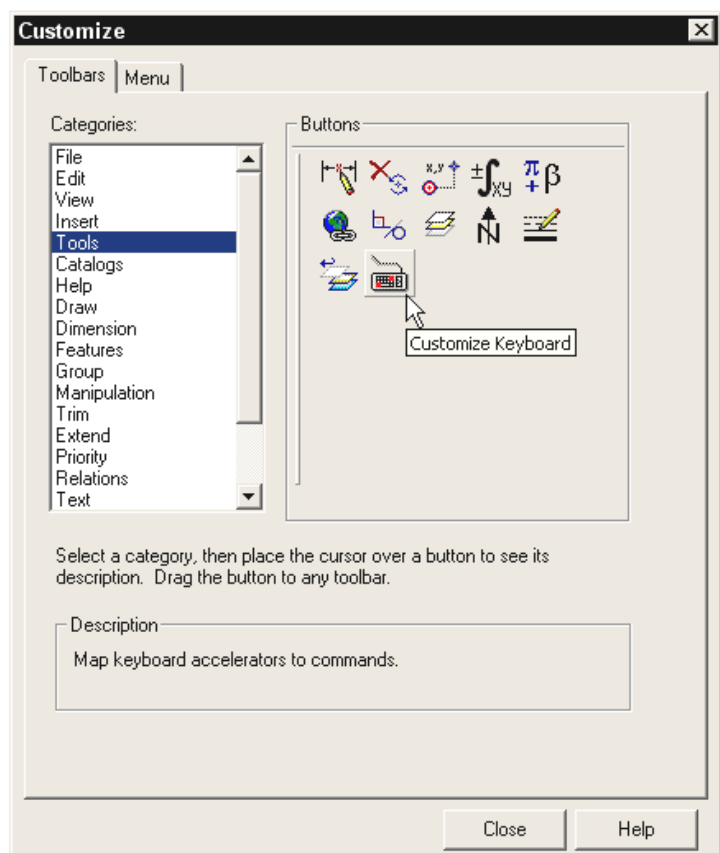 Customize
Toolbars Menu
Categories:
Buttons
File
Edit
View
Insert
Tools
Catalogs
Help
Draw
Dimension
Features
Group
Manipulation
Trim
Extend
Priority
Relations
Text
x,y
± xy
π + β
N
Customize Keyboard
Select a category, then place the cursor over a button to see its
description. Drag the button to any toolbar.
Description
Map keyboard accelerators to commands.
Close Help